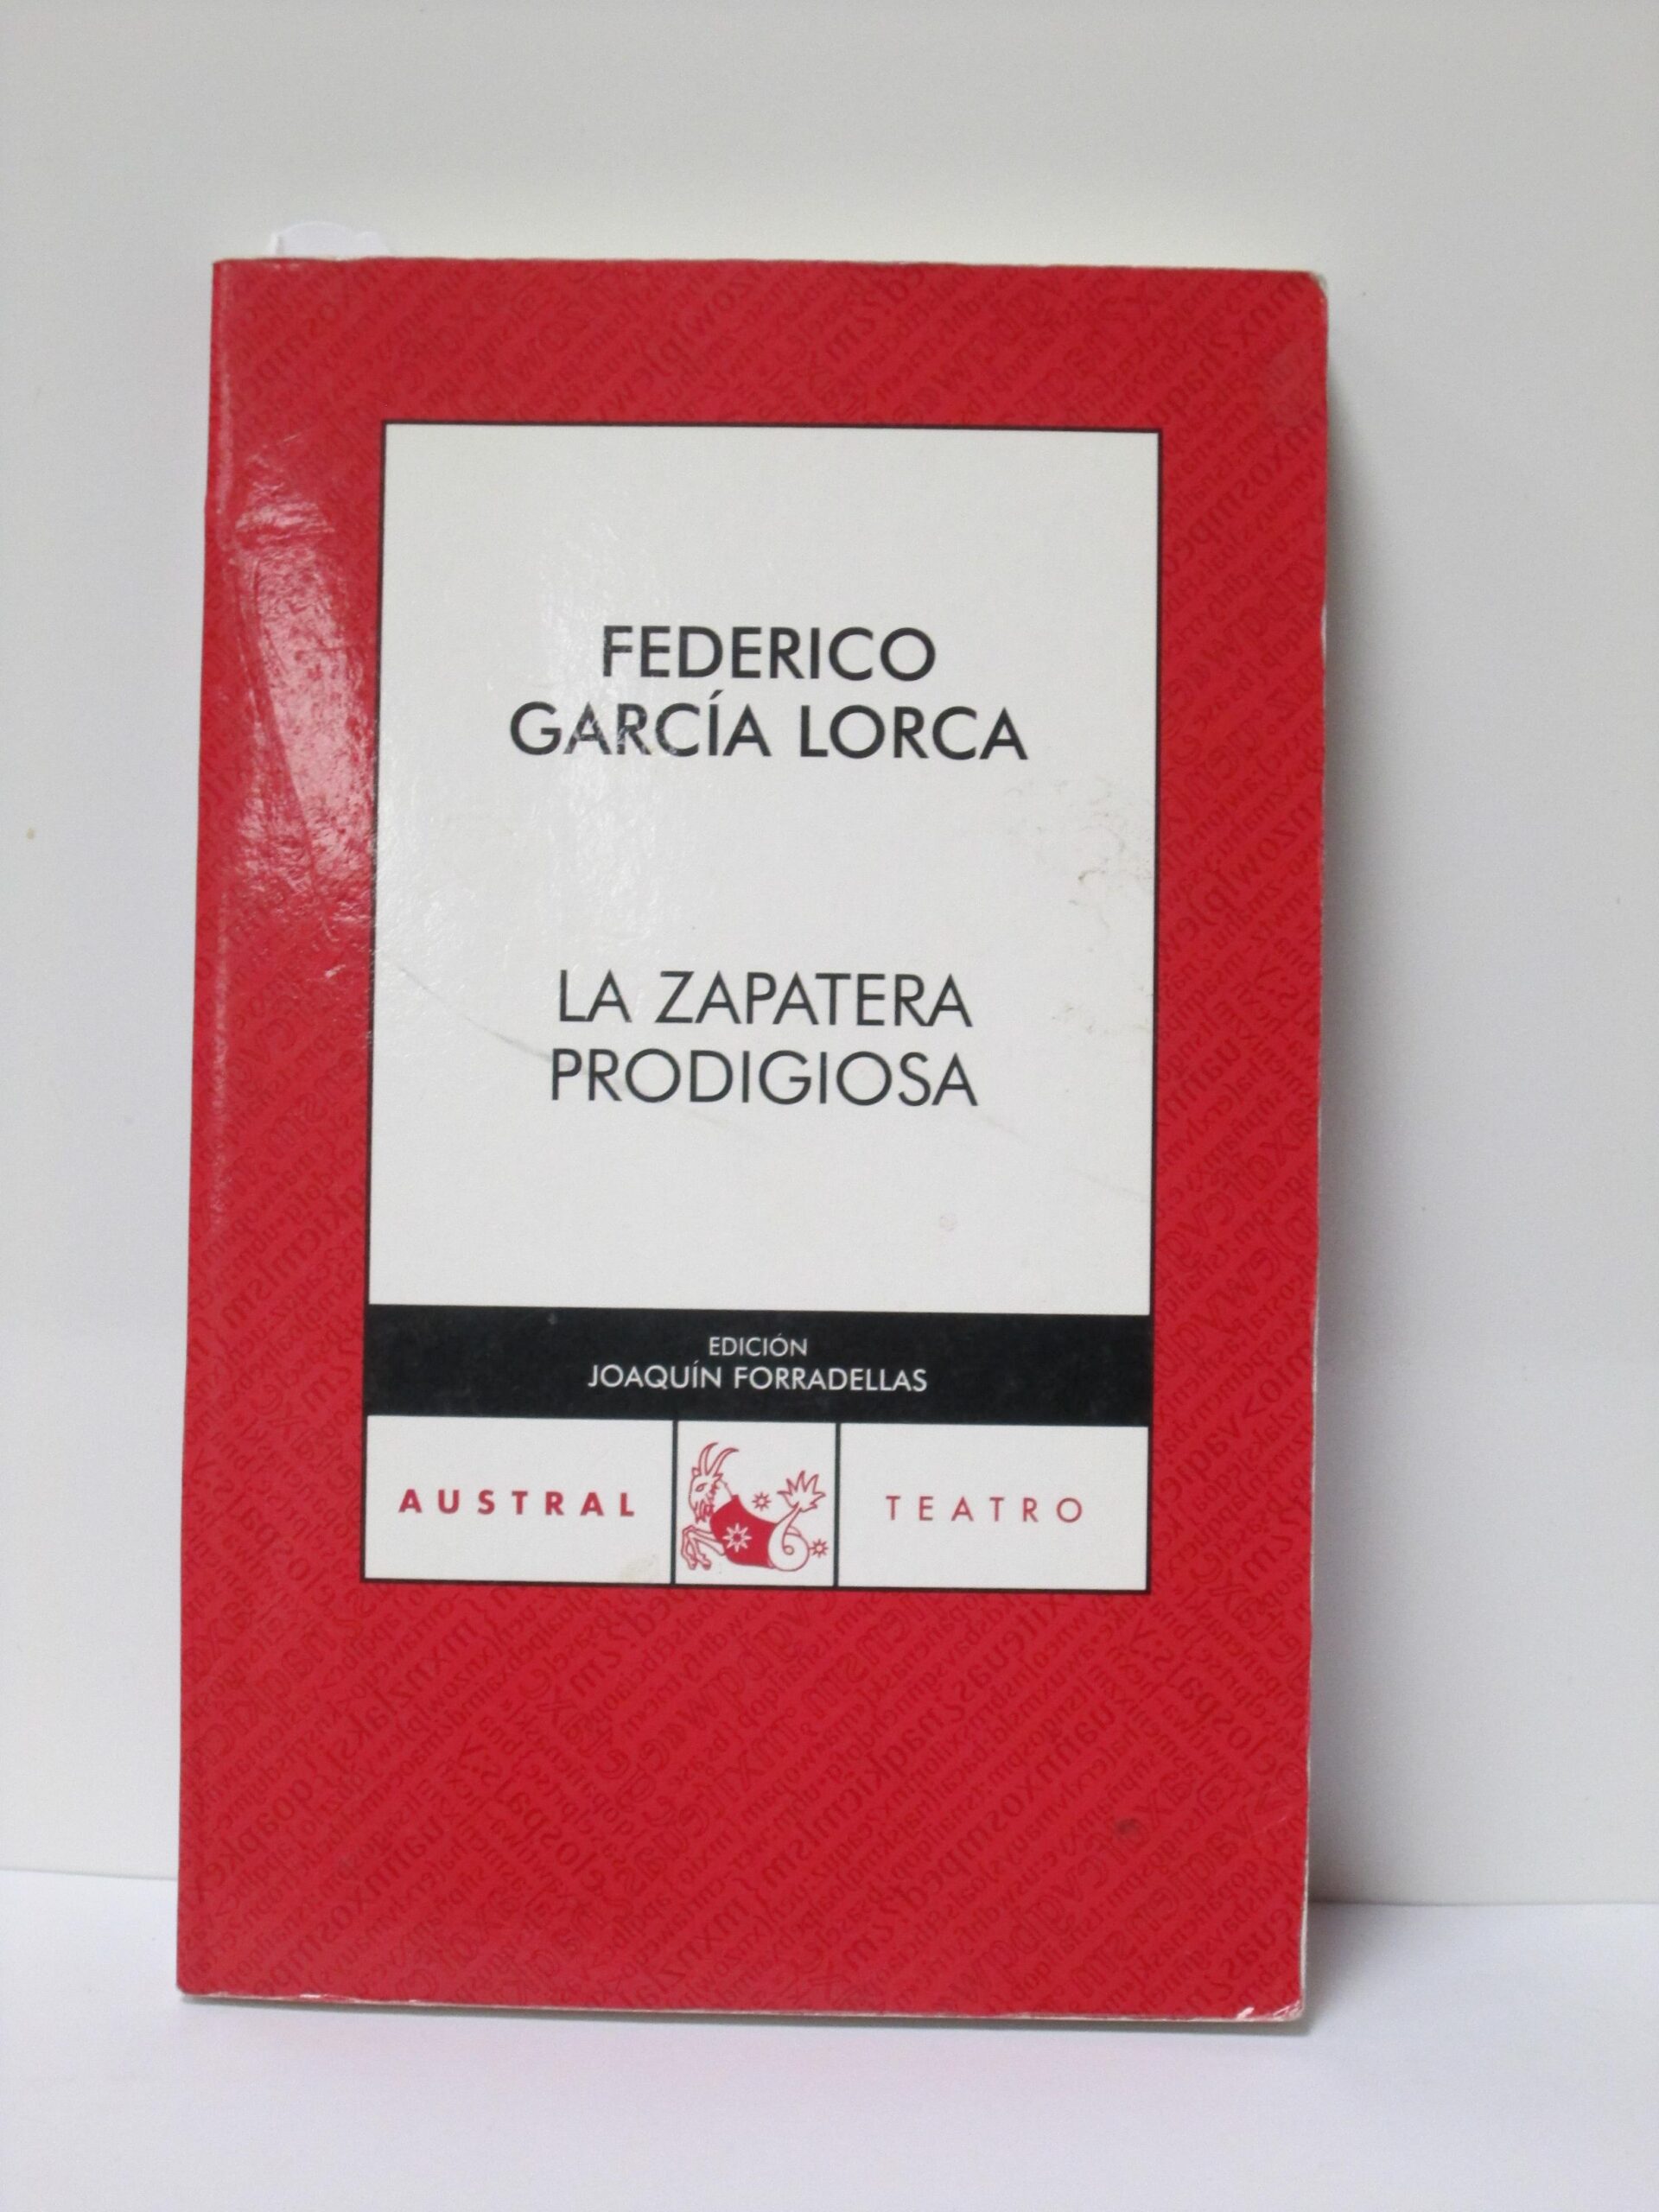 FEDERICO
GARCÍA LORCA
LA ZAPATERA
PRODIGIOSA
EDICIÓN
JOAQUÍN FORRADELLAS
AUSTRAL
TEATRO